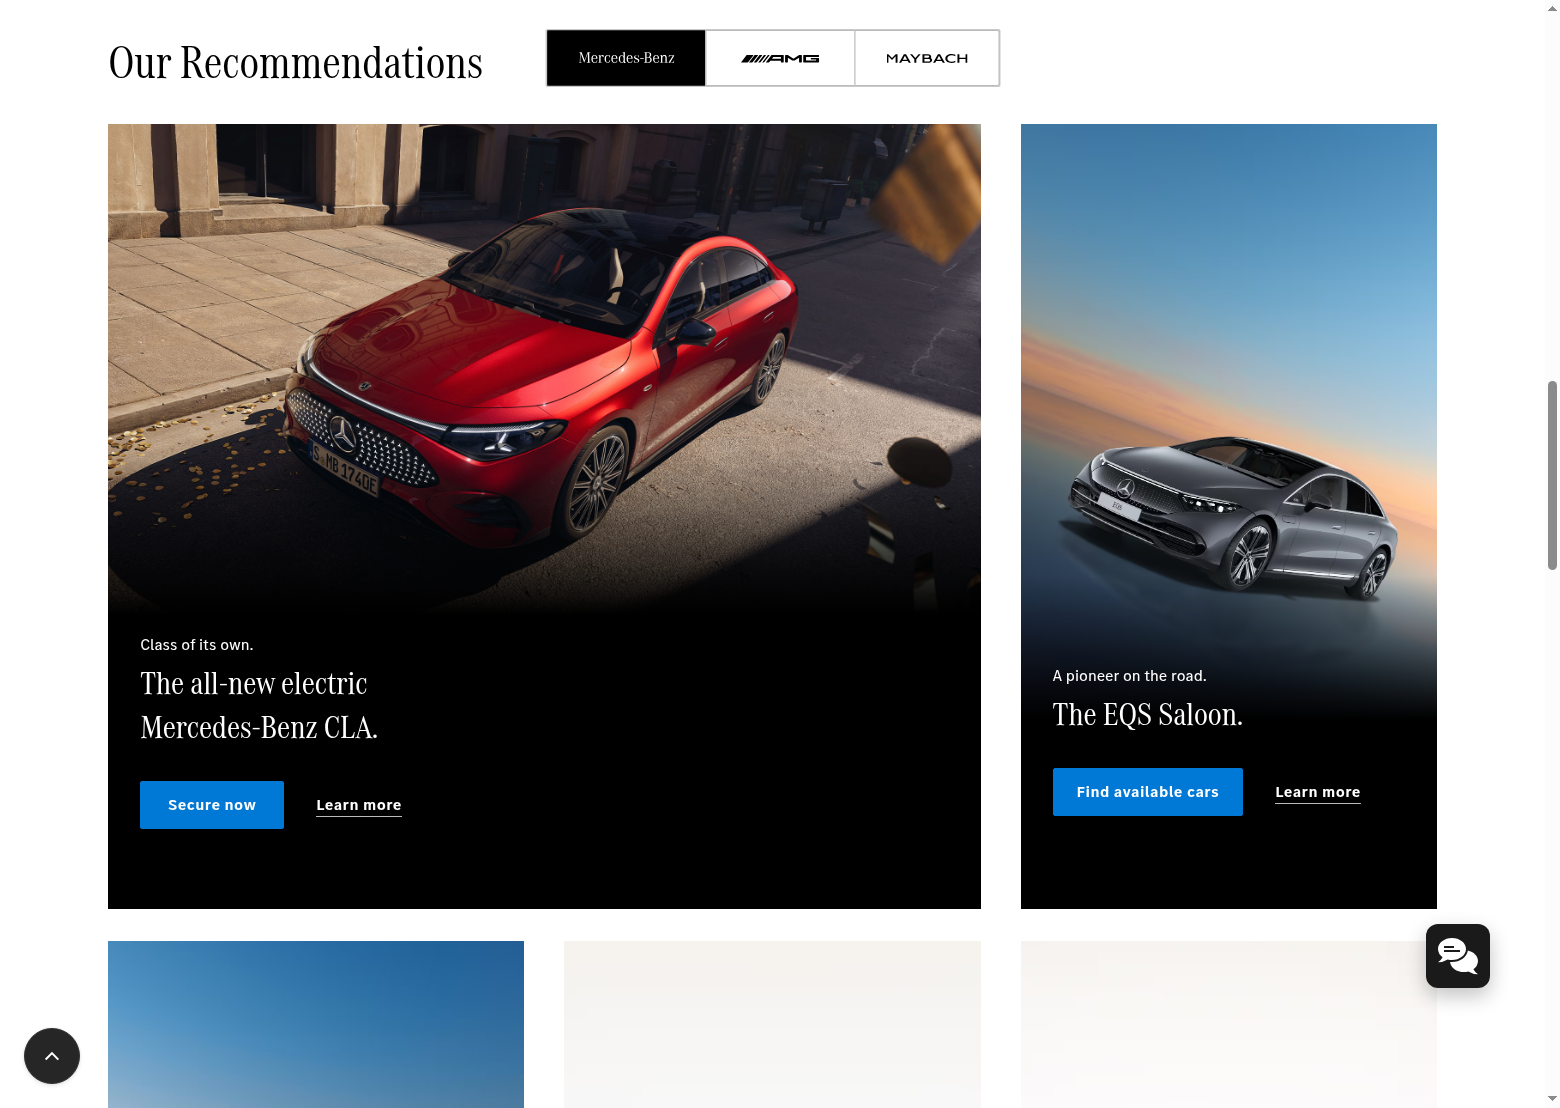 Our Recommendations
Mercedes-Benz
AMG
MAYBACH
S MB 1740E
EQS
Class of its own.
The all-new electric
Mercedes-Benz CLA.
Secure now
Learn more
A pioneer on the road.
The EQS Saloon.
Find available cars
Learn more